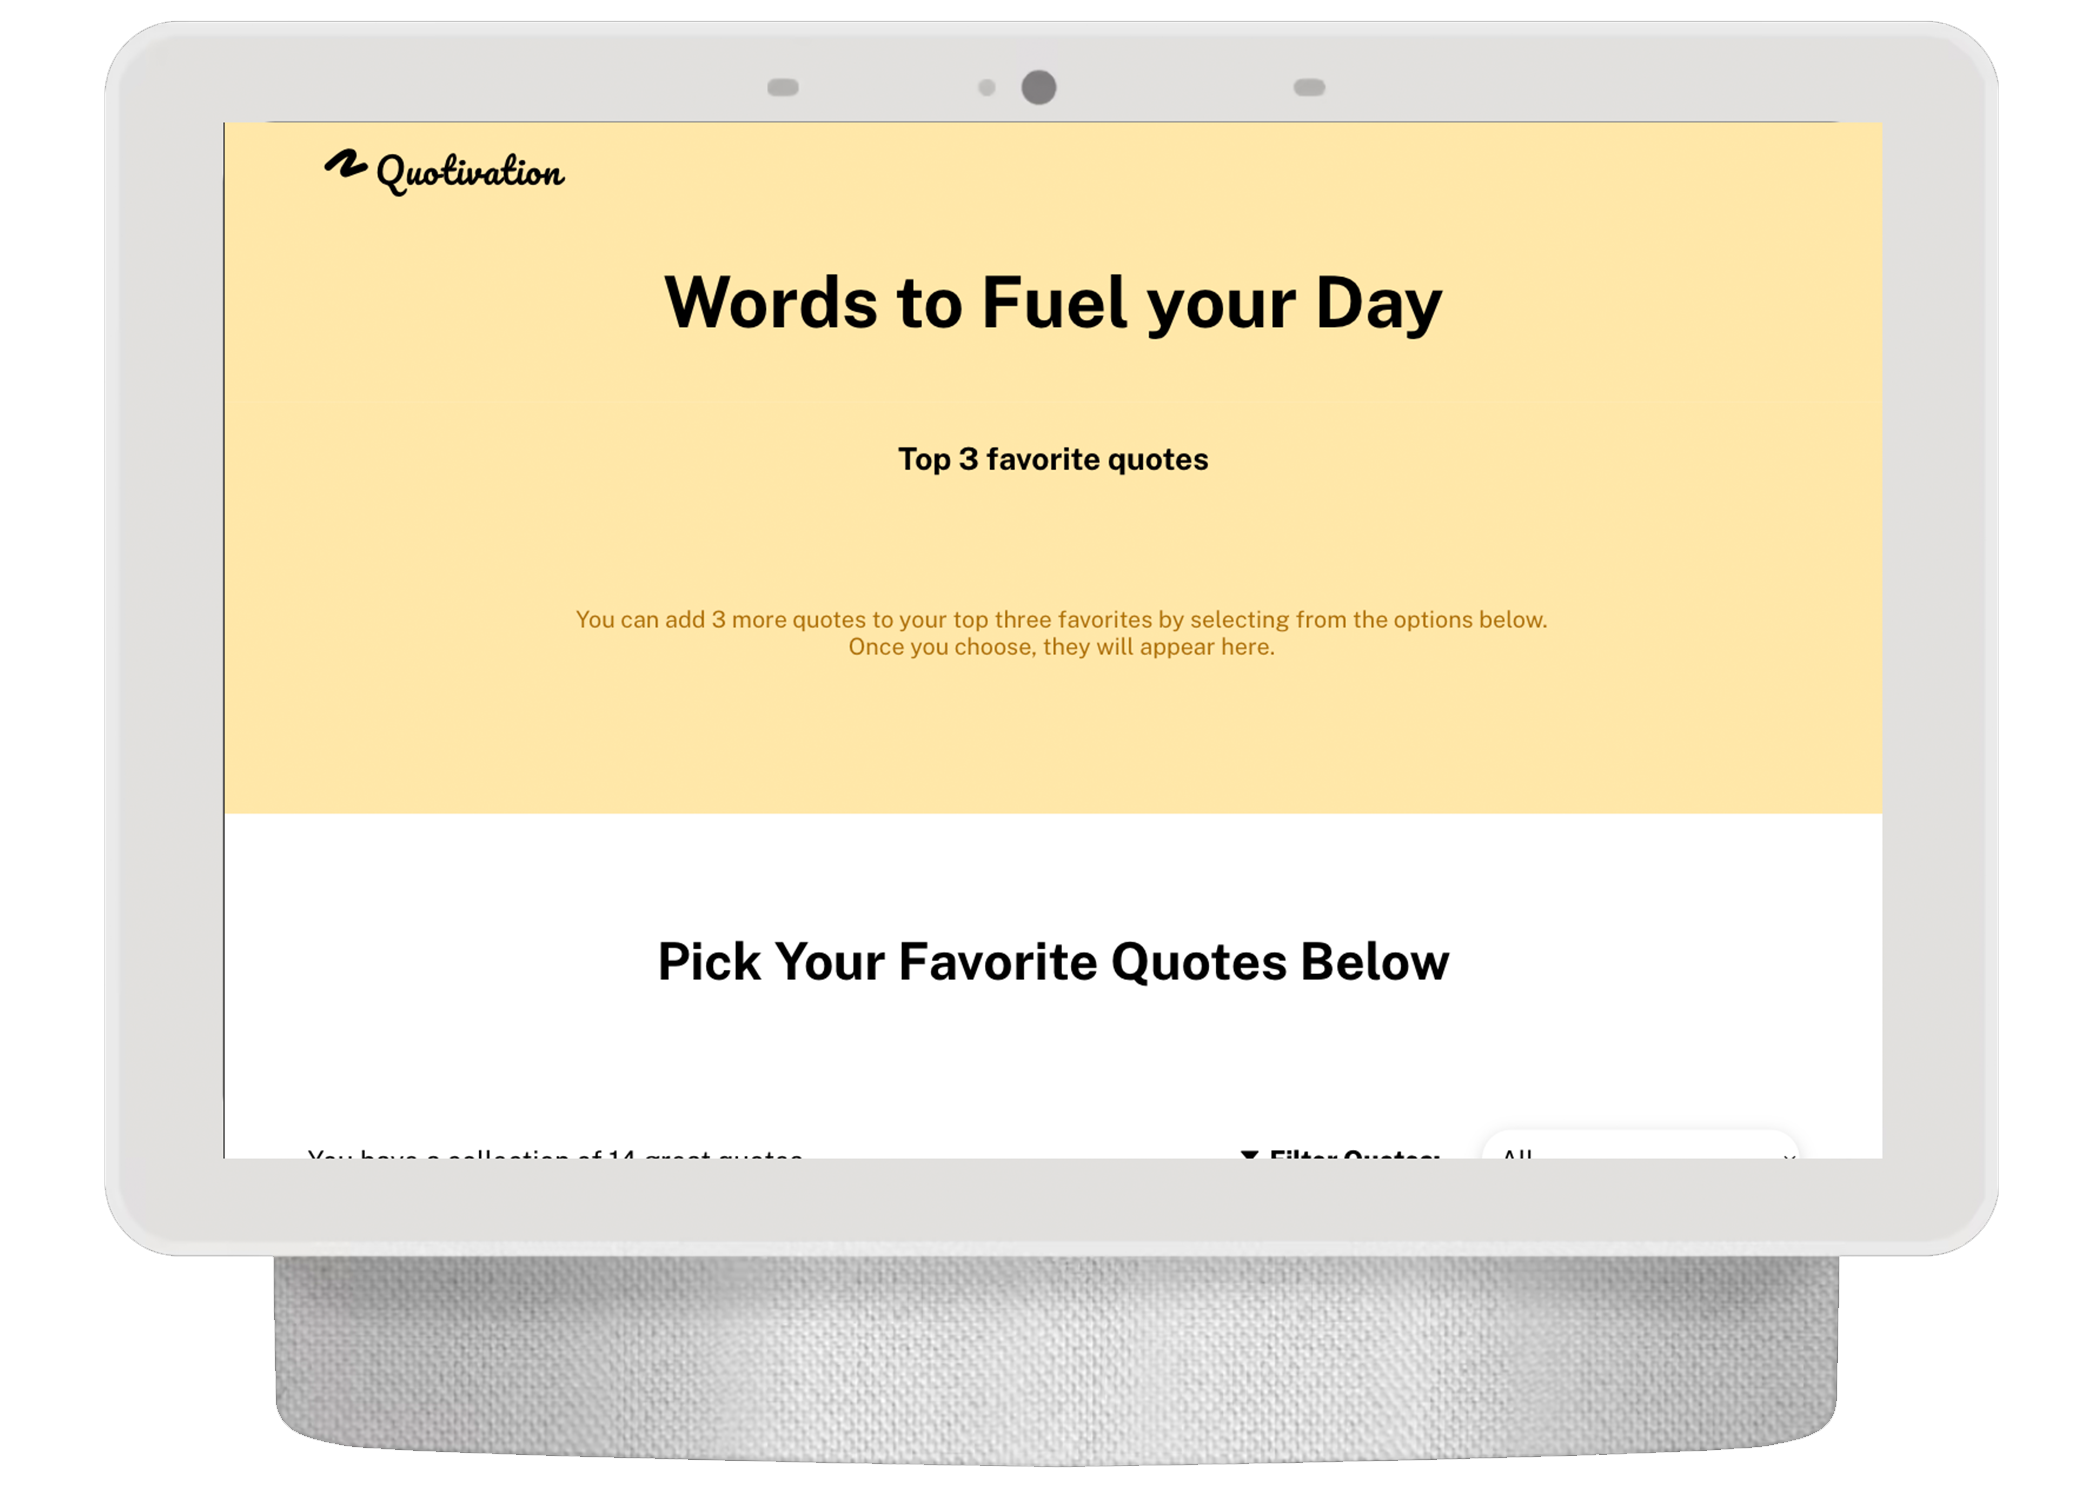 Quotivation
Words to Fuel your Day
Top 3 favorite quotes
You can add 3 more quotes to your top three favorites by selecting from the options below.
Once you choose, they will appear here.
Pick Your Favorite Quotes Below
You have a collection of 14 great quotes
Filter Quotes:
All